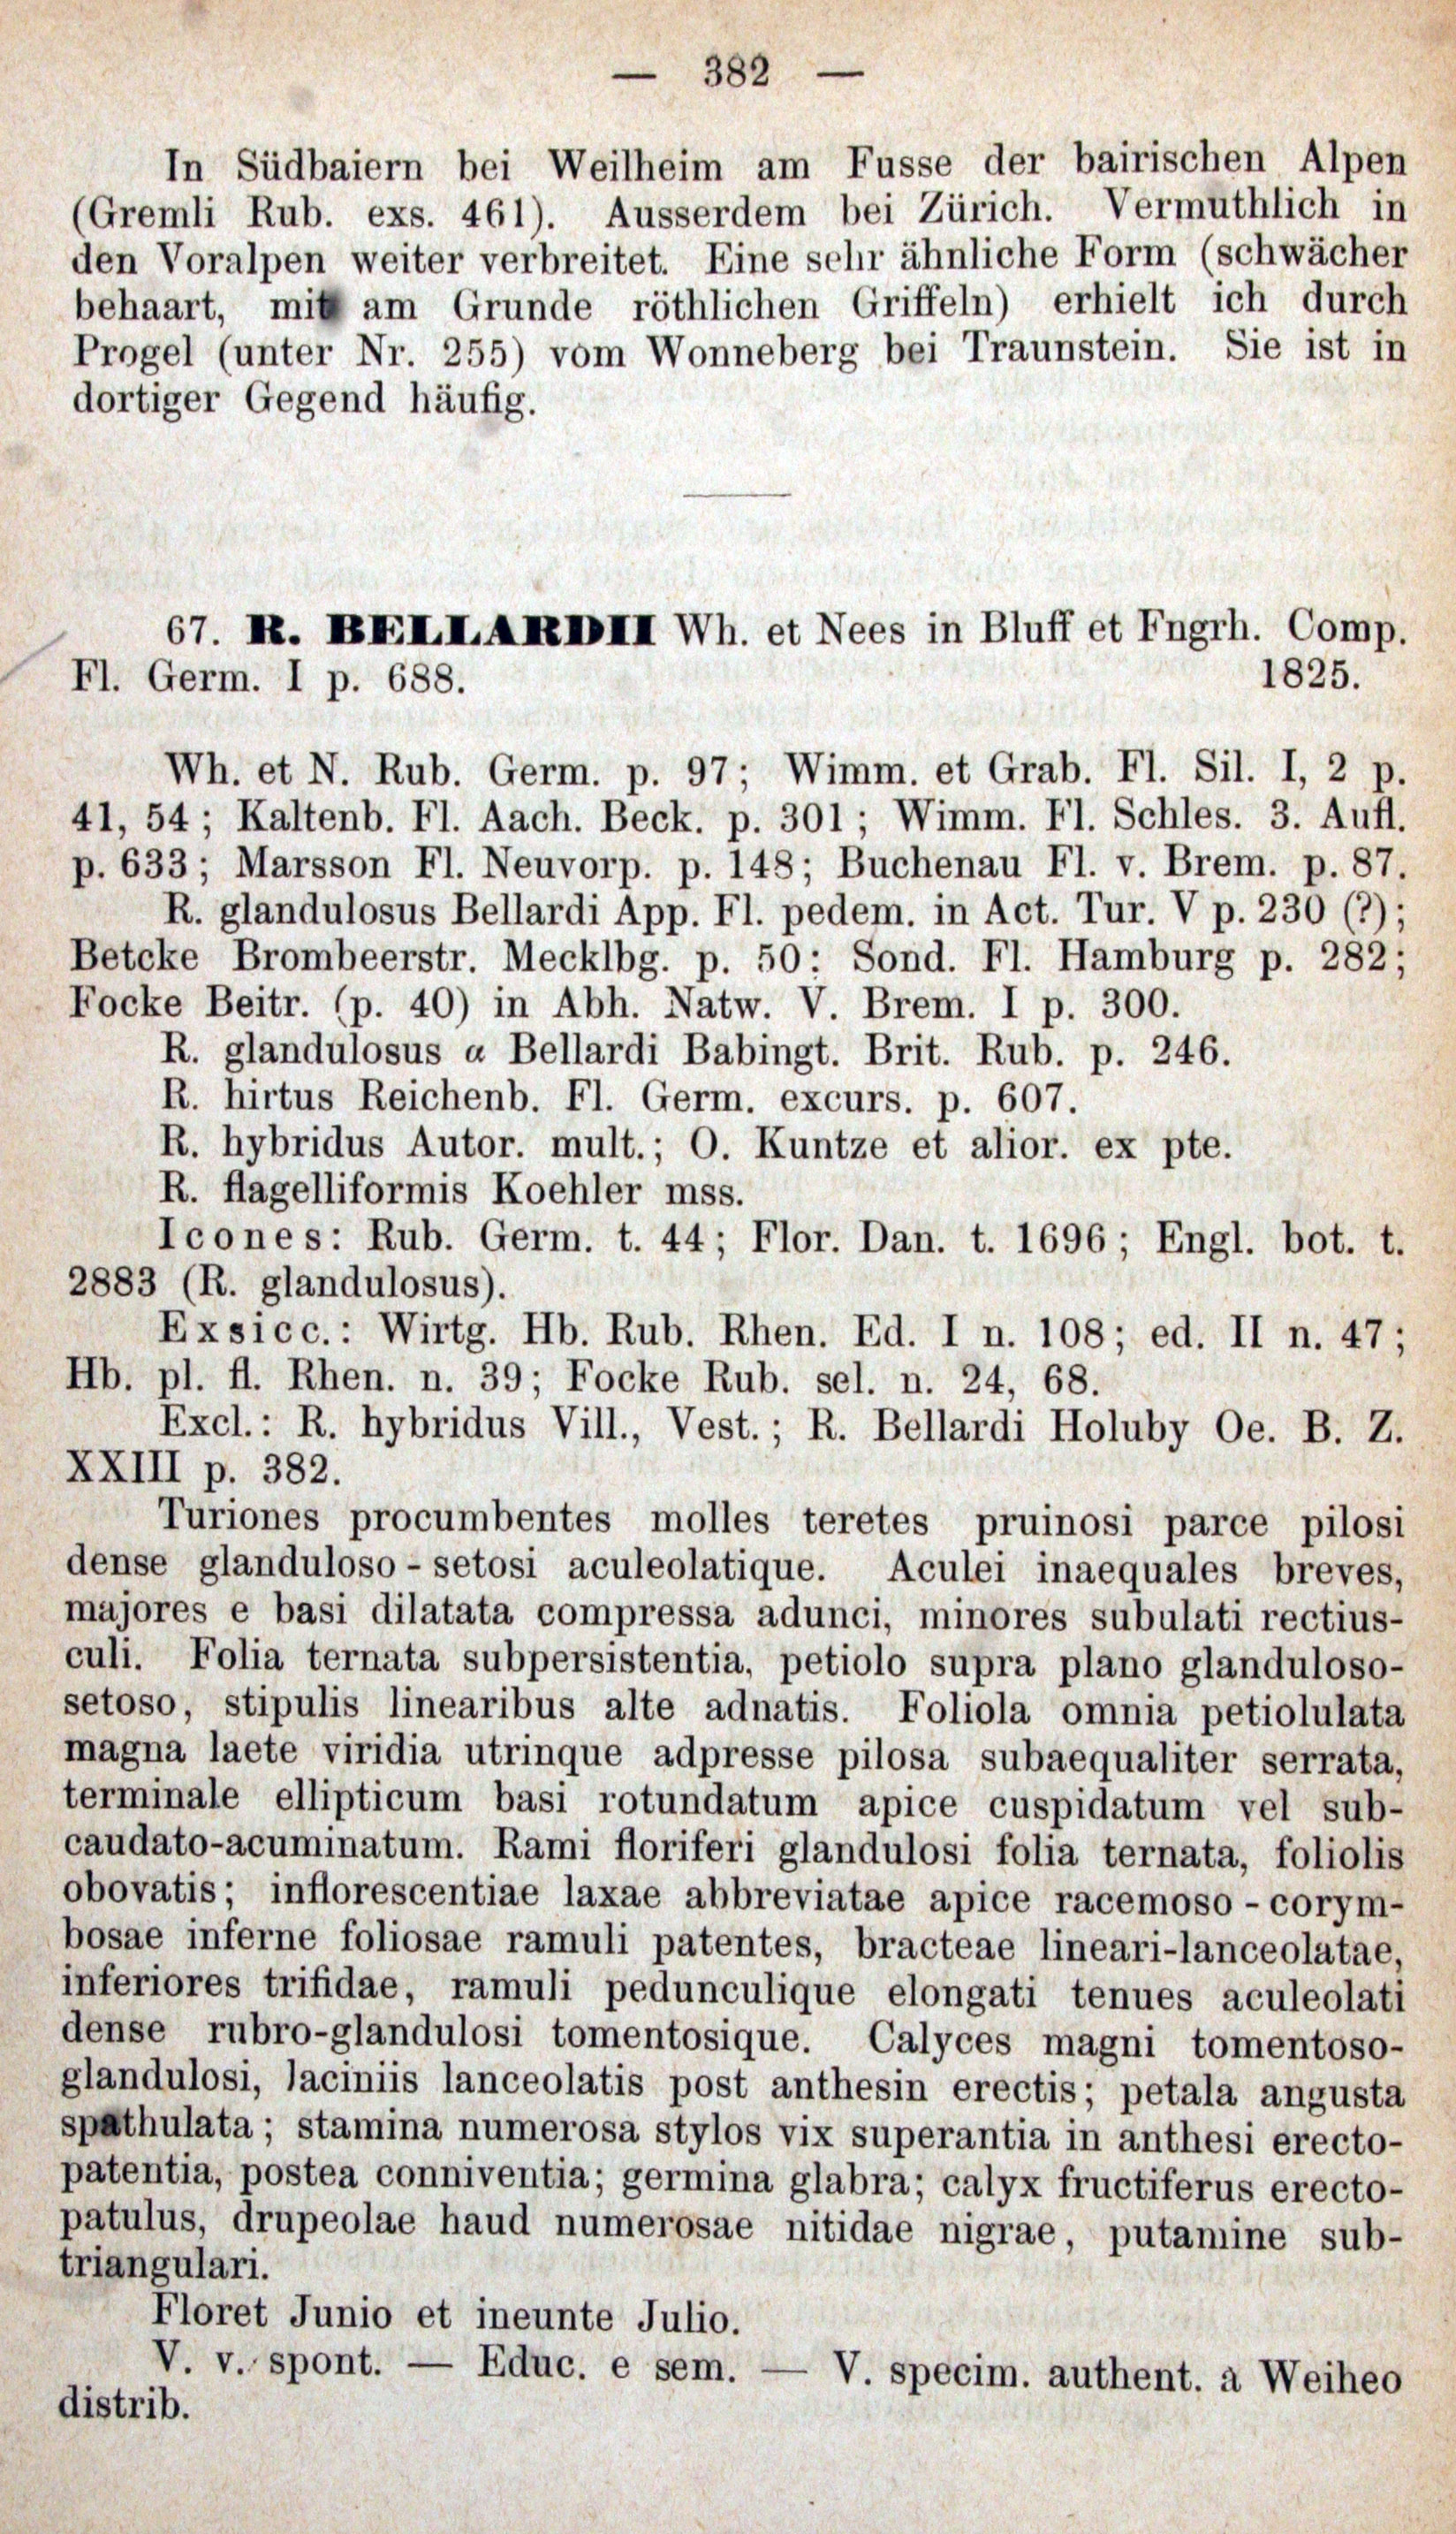 — 382 —
In Südbaiern bei Weilheim am Fusse der bairischen Alpen
(Gremli Rub. exs. 461). Ausserdem bei Zürich. Vermuthlich in
den Voralpen weiter verbreitet. Eine sehr ähnliche Form (schwächer
behaart, mit am Grunde röthlichen Griffeln) erhielt ich durch
Progel (unter Nr. 255) vom Wonneberg bei Traunstein. Sie ist in
dortiger Gegend häufig.
67. R. BELLARDII Wh. et Nees in Bluff et Fngrh. Comp.
Fl. Germ. I p. 688. 1825.
Wh. et N. Rub. Germ. p. 97; Wimm. et Grab. Fl. Sil. I, 2 p.
41, 54; Kaltenb. Fl. Aach. Beck. p. 301; Wimm. Fl. Schles. 3. Aufl.
p. 633; Marsson Fl. Neuvorp. p. 148; Buchenau Fl. v. Brem. p. 87.
R. glandulosus Bellardi App. Fl. pedem. in Act. Tur. V p. 230 (?);
Betcke Brombeerstr. Mecklbg. p. 50; Sond. Fl. Hamburg p. 282;
Focke Beitr. (p. 40) in Abh. Natw. V. Brem. I p. 300.
R. glandulosus α Bellardi Babingt. Brit. Rub. p. 246.
R. hirtus Reichenb. Fl. Germ. excurs. p. 607.
R. hybridus Autor. mult.; O. Kuntze et alior. ex pte.
R. flagelliformis Koehler mss.
Icones: Rub. Germ. t. 44; Flor. Dan. t. 1696; Engl. bot. t.
2883 (R. glandulosus).
Exsicc.: Wirtg. Hb. Rub. Rhen. Ed. I n. 108; ed. II n. 47;
Hb. pl. fl. Rhen. n. 39; Focke Rub. sel. n. 24, 68.
Excl.: R. hybridus Vill., Vest.; R. Bellardi Holuby Oe. B. Z.
XXIII p. 382.
Turiones procumbentes molles teretes pruinosi parce pilosi
dense glanduloso-setosi aculeolatique. Aculei inaequales breves,
majores e basi dilatata compressa adunci, minores subulati rectius-
culi. Folia ternata subpersistentia, petiolo supra plano glanduloso-
setoso, stipulis linearibus alte adnatis. Foliola omnia petiolulata
magna laete viridia utrinque adpresse pilosa subaequaliter serrata,
terminale ellipticum basi rotundatum apice cuspidatum vel sub-
caudato-acuminatum. Rami floriferi glandulosi folia ternata, foliolis
obovatis; inflorescentiae laxae abbreviatae apice racemoso-corym-
bosae inferne foliosae ramuli patentes, bracteae lineari-lanceolatae,
inferiores trifidae, ramuli pedunculique elongati tenues aculeolati
dense rubro-glandulosi tomentosique. Calyces magni tomentoso-
glandulosi, laciniis lanceolatis post anthesin erectis; petala angusta
spathulata; stamina numerosa stylos vix superantia in anthesi erecto-
patentia, postea conniventia; germina glabra; calyx fructiferus erecto-
patulus, drupeolae haud numerosae nitidae nigrae, putamine sub-
triangulari.
Floret Junio et ineunte Julio.
V. v. spont. — Educ. e sem. — V. specim. authent. a Weiheo
distrib.